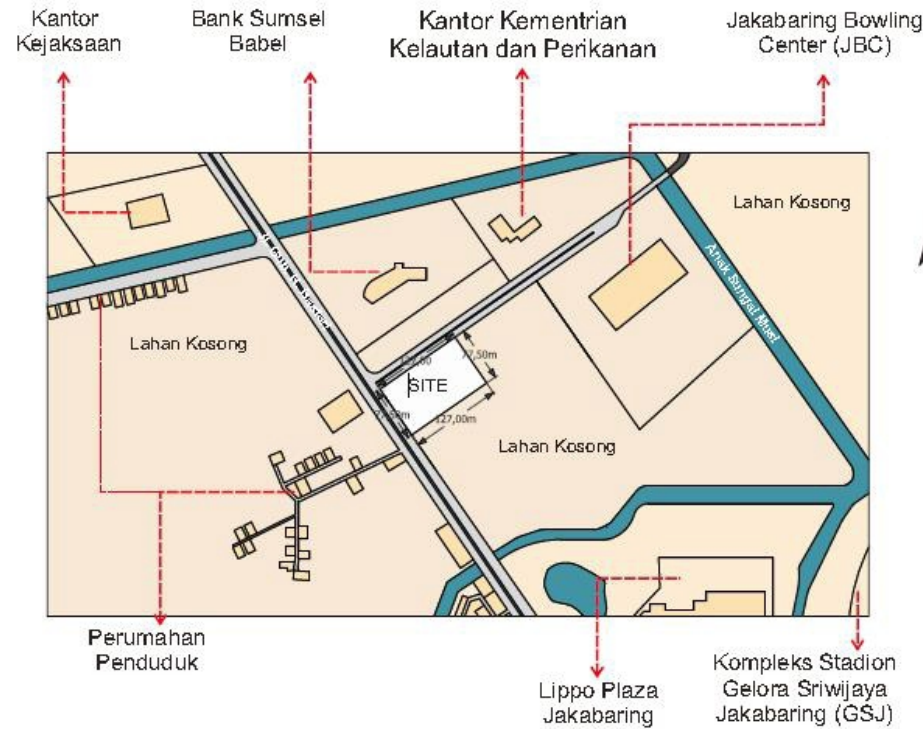 Kantor
Kejaksaan
Bank Sumsel
Babel
Kantor Kementrian
Kelautan dan Perikanan
Jakabaring Bowling
Center (JBC)
Lahan Kosong
Anak Sungai Musi
Lahan Kosong
77,50m
SITE
127,00m
Lahan Kosong
Perumahan
Penduduk
Lippo Plaza
Jakabaring
Kompleks Stadion
Gelora Sriwijaya
Jakabaring (GSJ)